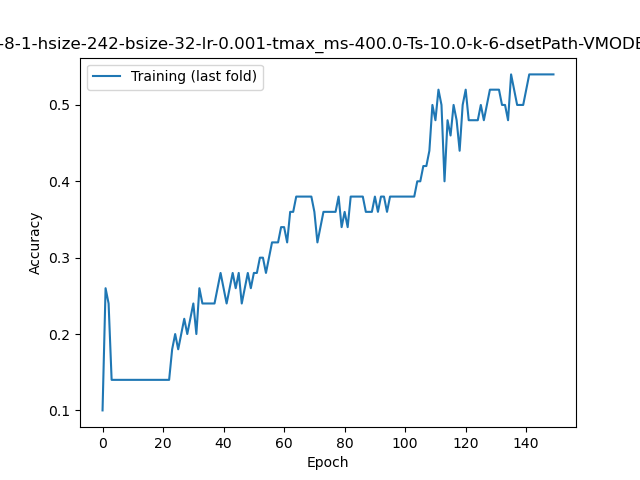 -8-1-hsize-242-bsize-32-lr-0.001-tmax_ms-400.0-Ts-10.0-k-6-dsetPath-VMODE
Training (last fold)
0.5
0.4
0.3
0.2
0.1
Accuracy
0 20 40 60 80 100 120 140
Epoch